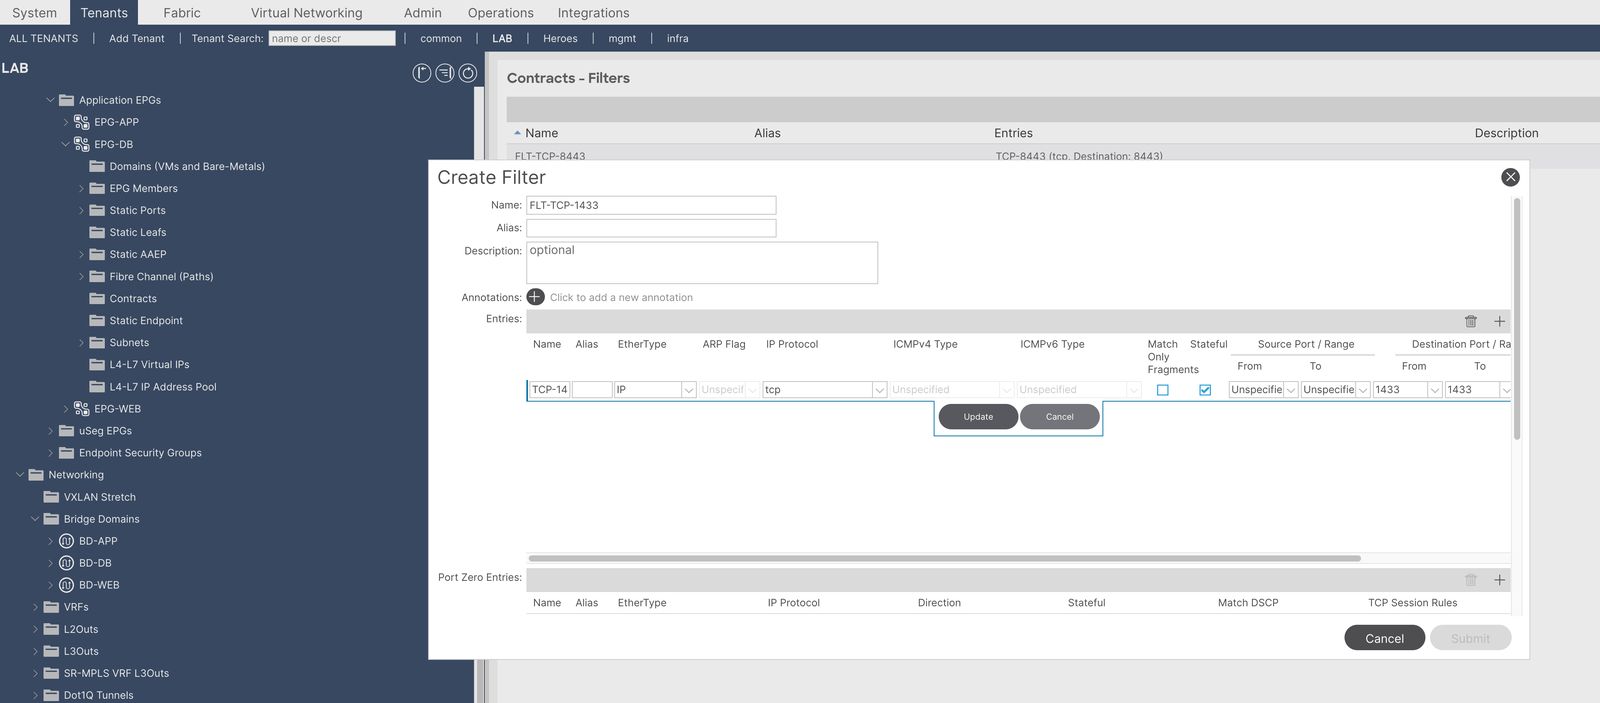 System Tenants Fabric Virtual Networking Admin Operations Integrations
ALL TENANTS | Add Tenant | Tenant Search: name or descr | common | LAB | Heroes | mgmt | infra
LAB
Application EPGs
EPG-APP
EPG-DB
Domains (VMs and Bare-Metals)
EPG Members
Static Ports
Static Leafs
Static AAEP
Fibre Channel (Paths)
Contracts
Static Endpoint
Subnets
L4-L7 Virtual IPs
L4-L7 IP Address Pool
EPG-WEB
uSeg EPGs
Endpoint Security Groups
Networking
VXLAN Stretch
Bridge Domains
BD-APP
BD-DB
BD-WEB
VRFs
L2Outs
L3Outs
SR-MPLS VRF L3Outs
Dot1Q Tunnels
Contracts - Filters
Name Alias Entries Description
FLT-TCP-8443 TCP-8443 (tcp, Destination: 8443)
Create Filter
Name: FLT-TCP-1433
Alias:
Description: optional
Annotations: Click to add a new annotation
Entries:
Name Alias EtherType ARP Flag IP Protocol ICMPv4 Type ICMPv6 Type Match Only Fragments Stateful Source Port / Range Destination Port / Ra
From To From To
TCP-14 IP Unspecif tcp Unspecified Unspecified Unspecifie Unspecifie 1433 1433
Update Cancel
Port Zero Entries:
Name Alias EtherType IP Protocol Direction Stateful Match DSCP TCP Session Rules
Cancel Submit